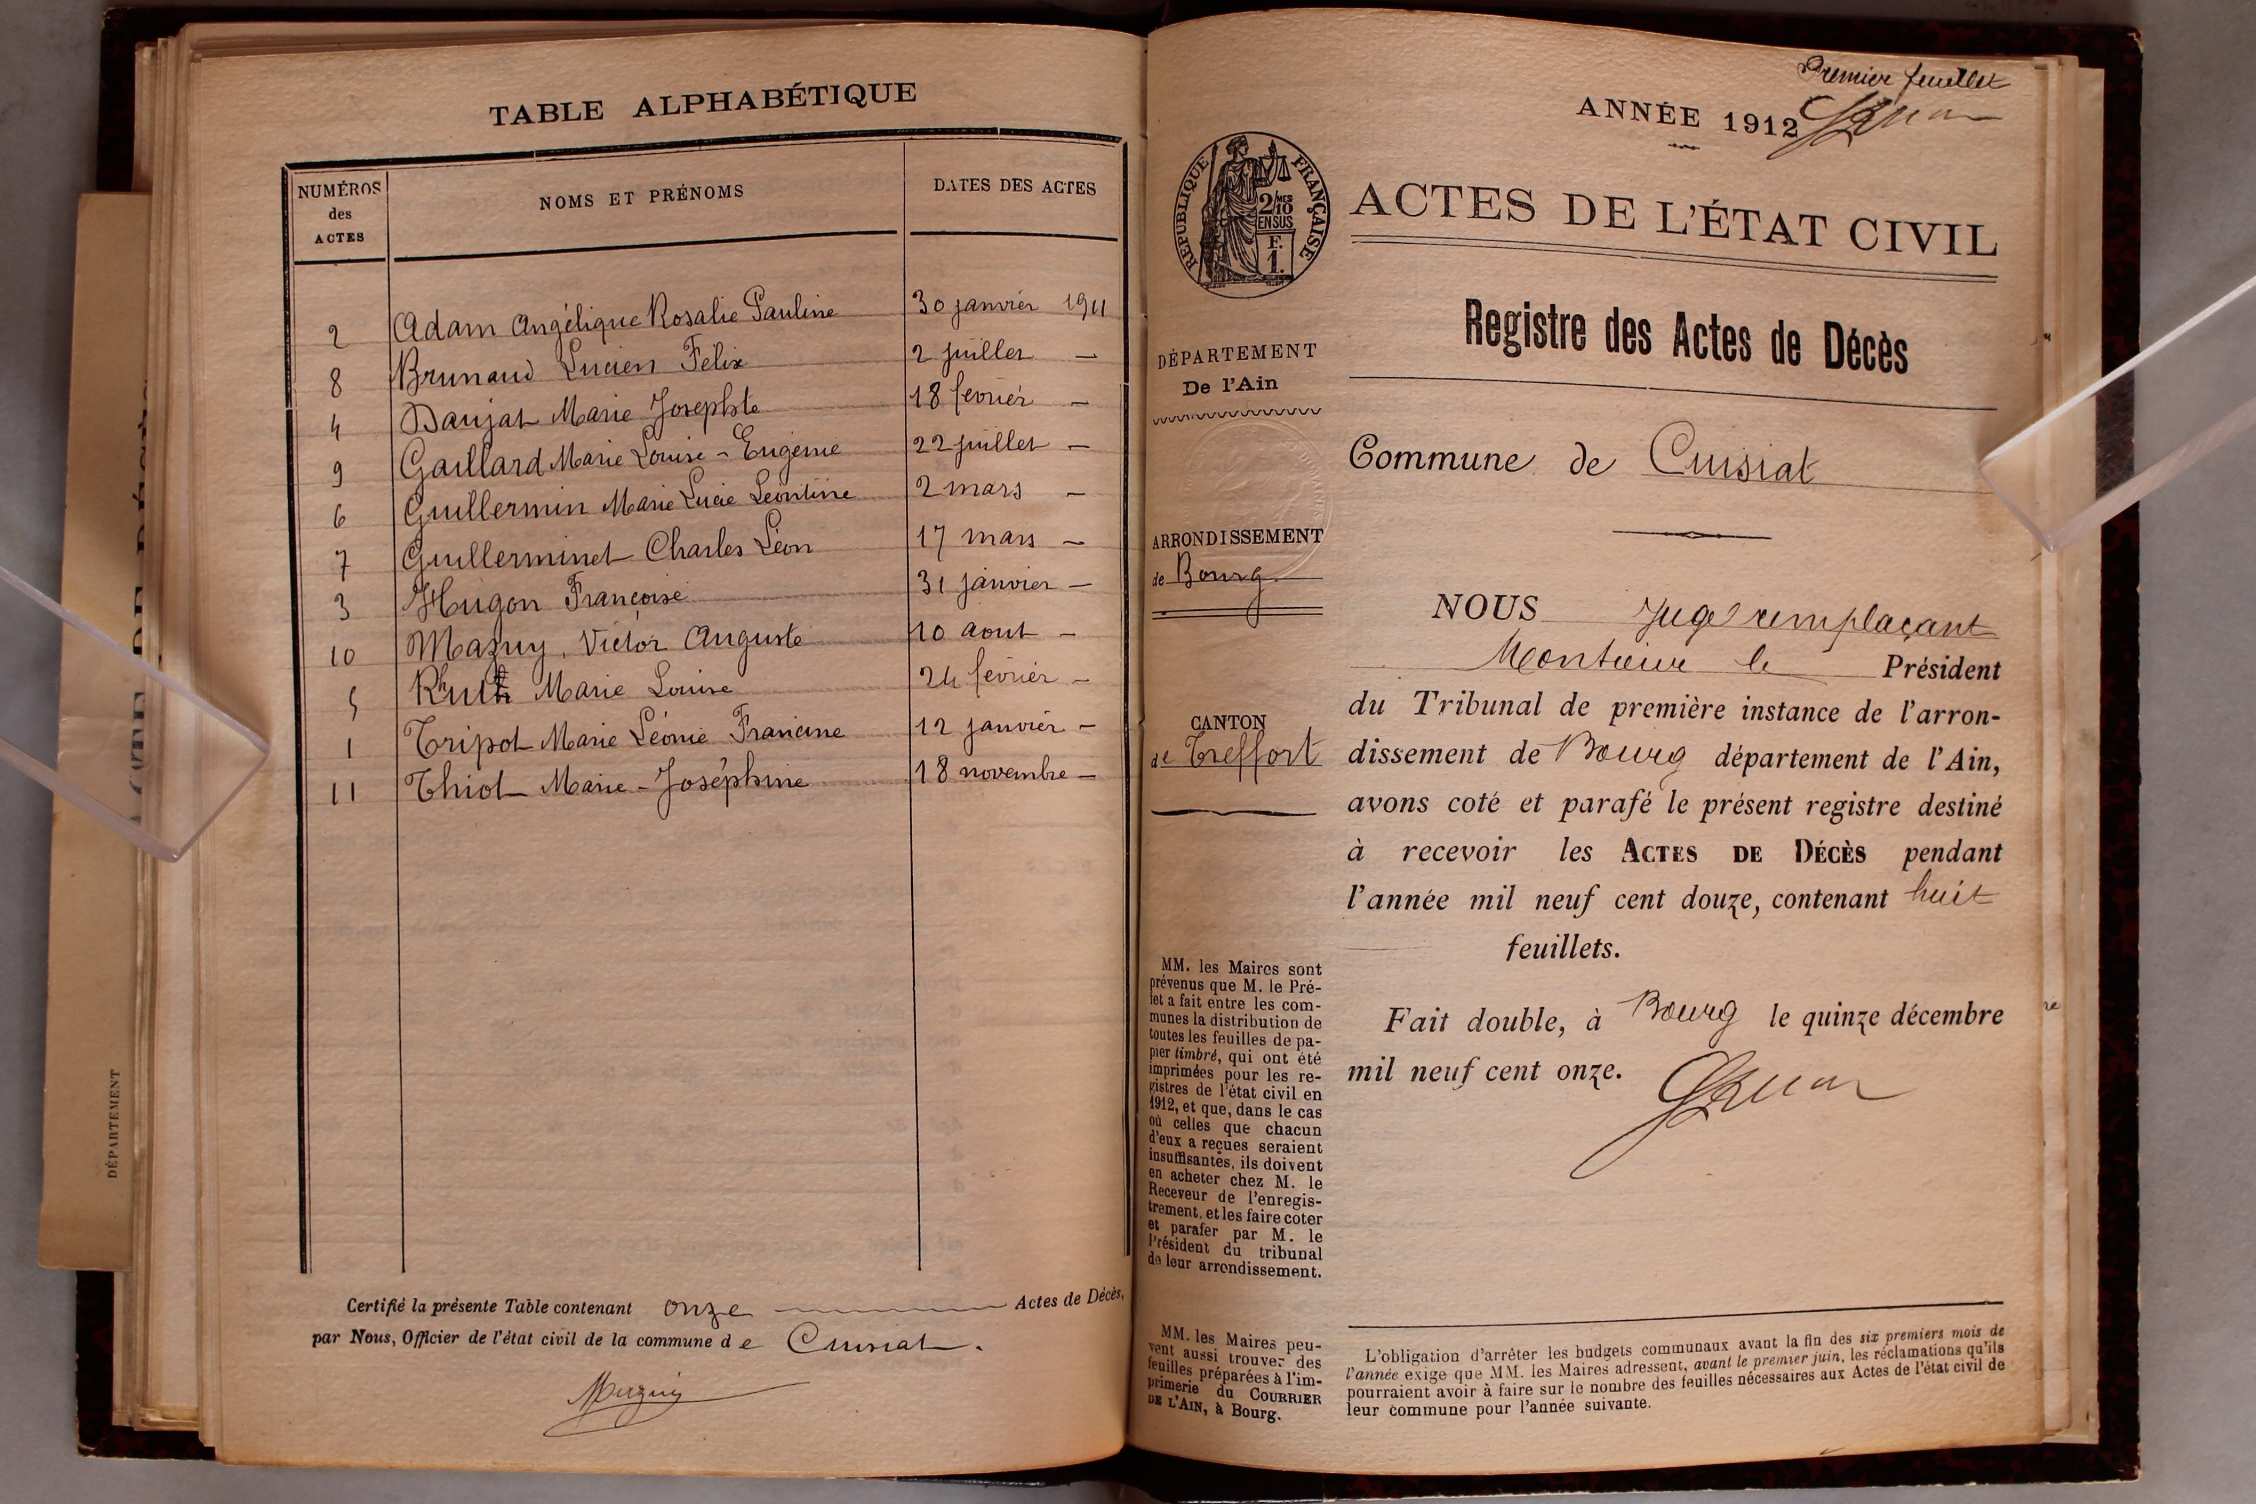 TABLE ALPHABÉTIQUE
NUMÉROS
des
ACTES
NOMS ET PRÉNOMS
DATES DES ACTES
2 Adam Angélique Rosalie Pauline 30 janvier 1911
8 Brunaud Lucien Félix 2 juillet —
4 Daujat Marie Josephte 18 février —
9 Gaillard Marie Louise - Eugénie 22 juillet —
6 Guillermin Marie Lucie Léontine 2 mars —
7 Guillerminet Charles Léon 17 mars —
3 Hugon Françoise 31 janvier —
10 Mazuy, Victor Auguste 10 aout —
5 Marie Louise 24 février —
1 Tripot Marie Léonie Francine 12 janvier —
11 Thiot Marie - Joséphine 18 novembre —
Certifié la présente Table contenant onze Actes de Décès,
par Nous, Officier de l'état civil de la commune de Cuisiat.
DÉPARTEMENT
Premier feuillet
ANNÉE 1912
RÉPUBLIQUE FRANÇAISE
2/10 MES
EN SUS
F.
1.
ACTES DE L'ÉTAT CIVIL
Registre des Actes de Décès
DÉPARTEMENT
De l'Ain
Commune de Cuisiat
ARRONDISSEMENT
de Bourg
CANTON
de Treffort
NOUS Juge remplaçant
Monsieur le Président
du Tribunal de première instance de l'arron-
dissement de Bourg département de l'Ain,
avons coté et parafé le présent registre destiné
à recevoir les ACTES DE DÉCÈS pendant
l'année mil neuf cent douze, contenant huit
feuillets.
Fait double, à Bourg le quinze décembre
mil neuf cent onze.
MM. les Maires sont
prévenus que M. le Pré-
fet a fait entre les com-
munes la distribution de
toutes les feuilles de pa-
pier timbré, qui ont été
imprimées pour les re-
gistres de l'état civil en
1912, et que, dans le cas
où celles que chacun
d'eux a reçues seraient
insuffisantes, ils doivent
en acheter chez M. le
Receveur de l'enregis-
trement, et les faire coter
et parafer par M. le
Président du tribunal
de leur arrondissement.
MM. les Maires peu-
vent aussi trouver des
feuilles préparées à l'im-
primerie du COURRIER
DE L'AIN, à Bourg.
L'obligation d'arrêter les budgets communaux avant la fin des six premiers mois de
l'année exige que MM. les Maires adressent, avant le premier juin, les réclamations qu'ils
pourraient avoir à faire sur le nombre des feuilles nécessaires aux Actes de l'état civil de
leur commune pour l'année suivante.